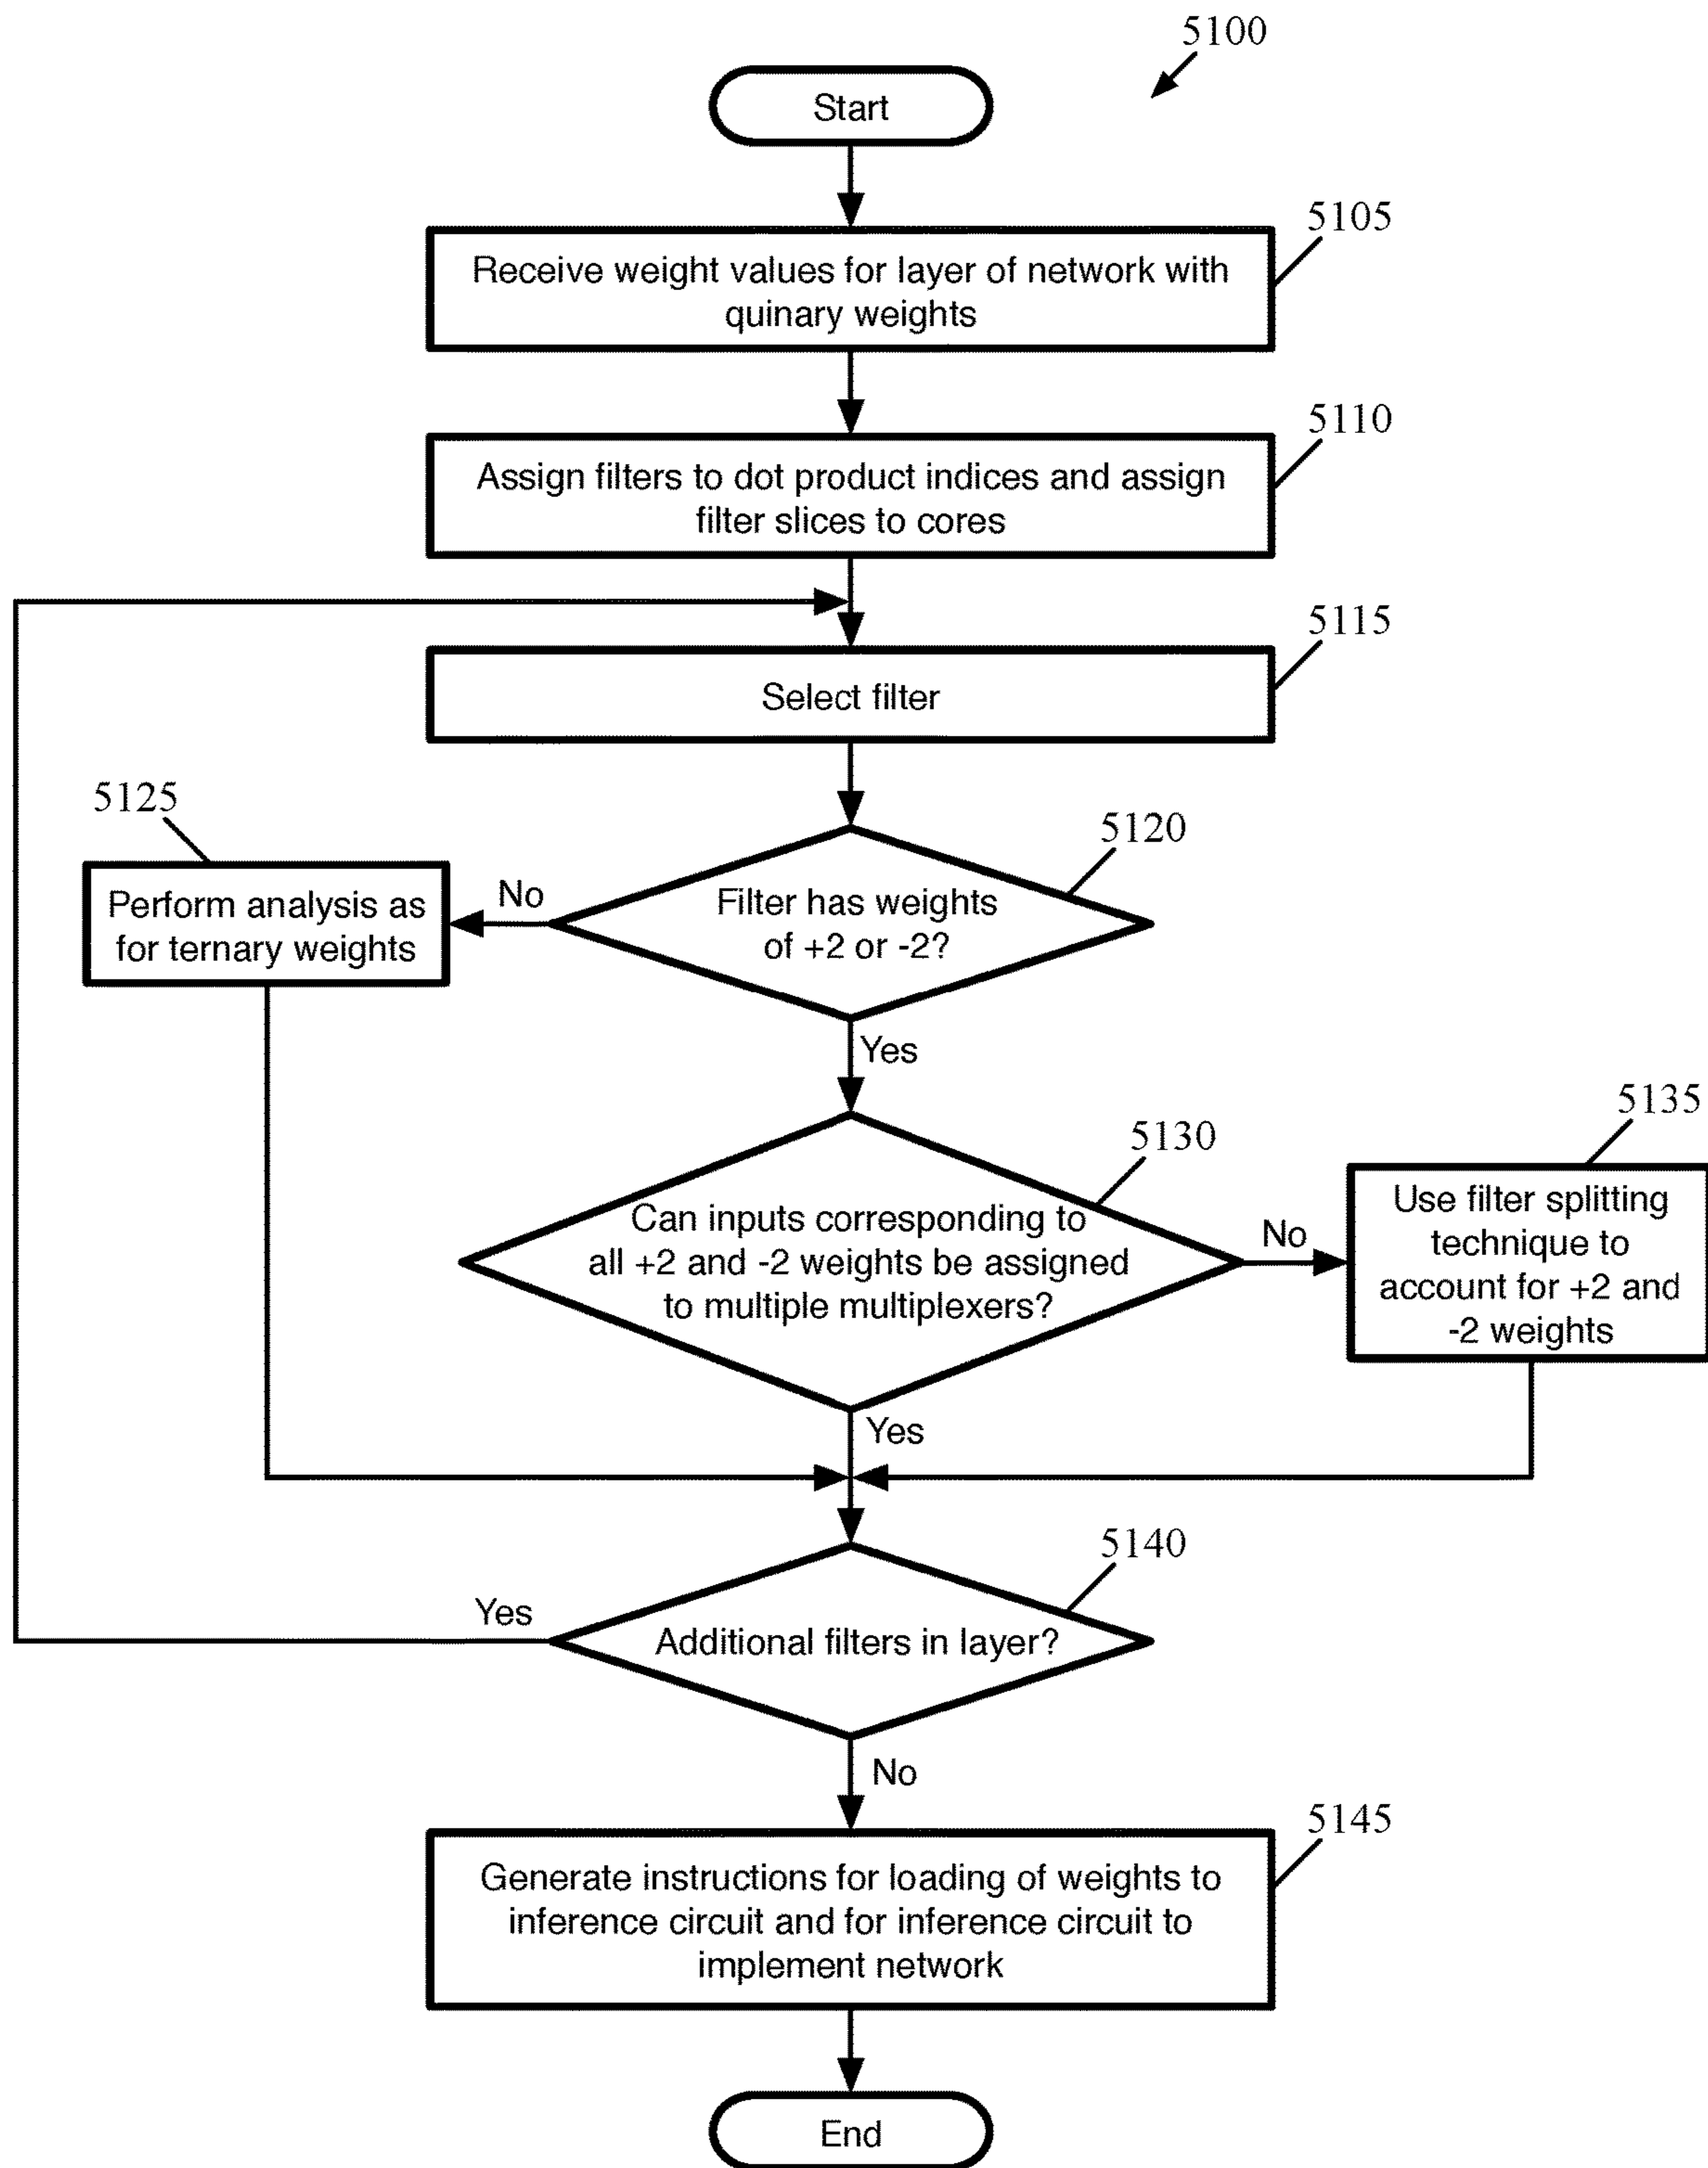 5100
Start
5105
Receive weight values for layer of network with
quinary weights
5110
Assign filters to dot product indices and assign
filter slices to cores
5115
Select filter
5125
5120
Perform analysis as
for ternary weights
No
Filter has weights
of +2 or -2?
Yes
5135
5130
Can inputs corresponding to
all +2 and -2 weights be assigned
to multiple multiplexers?
No
Use filter splitting
technique to
account for +2 and
-2 weights
Yes
5140
Yes
Additional filters in layer?
No
5145
Generate instructions for loading of weights to
inference circuit and for inference circuit to
implement network
End